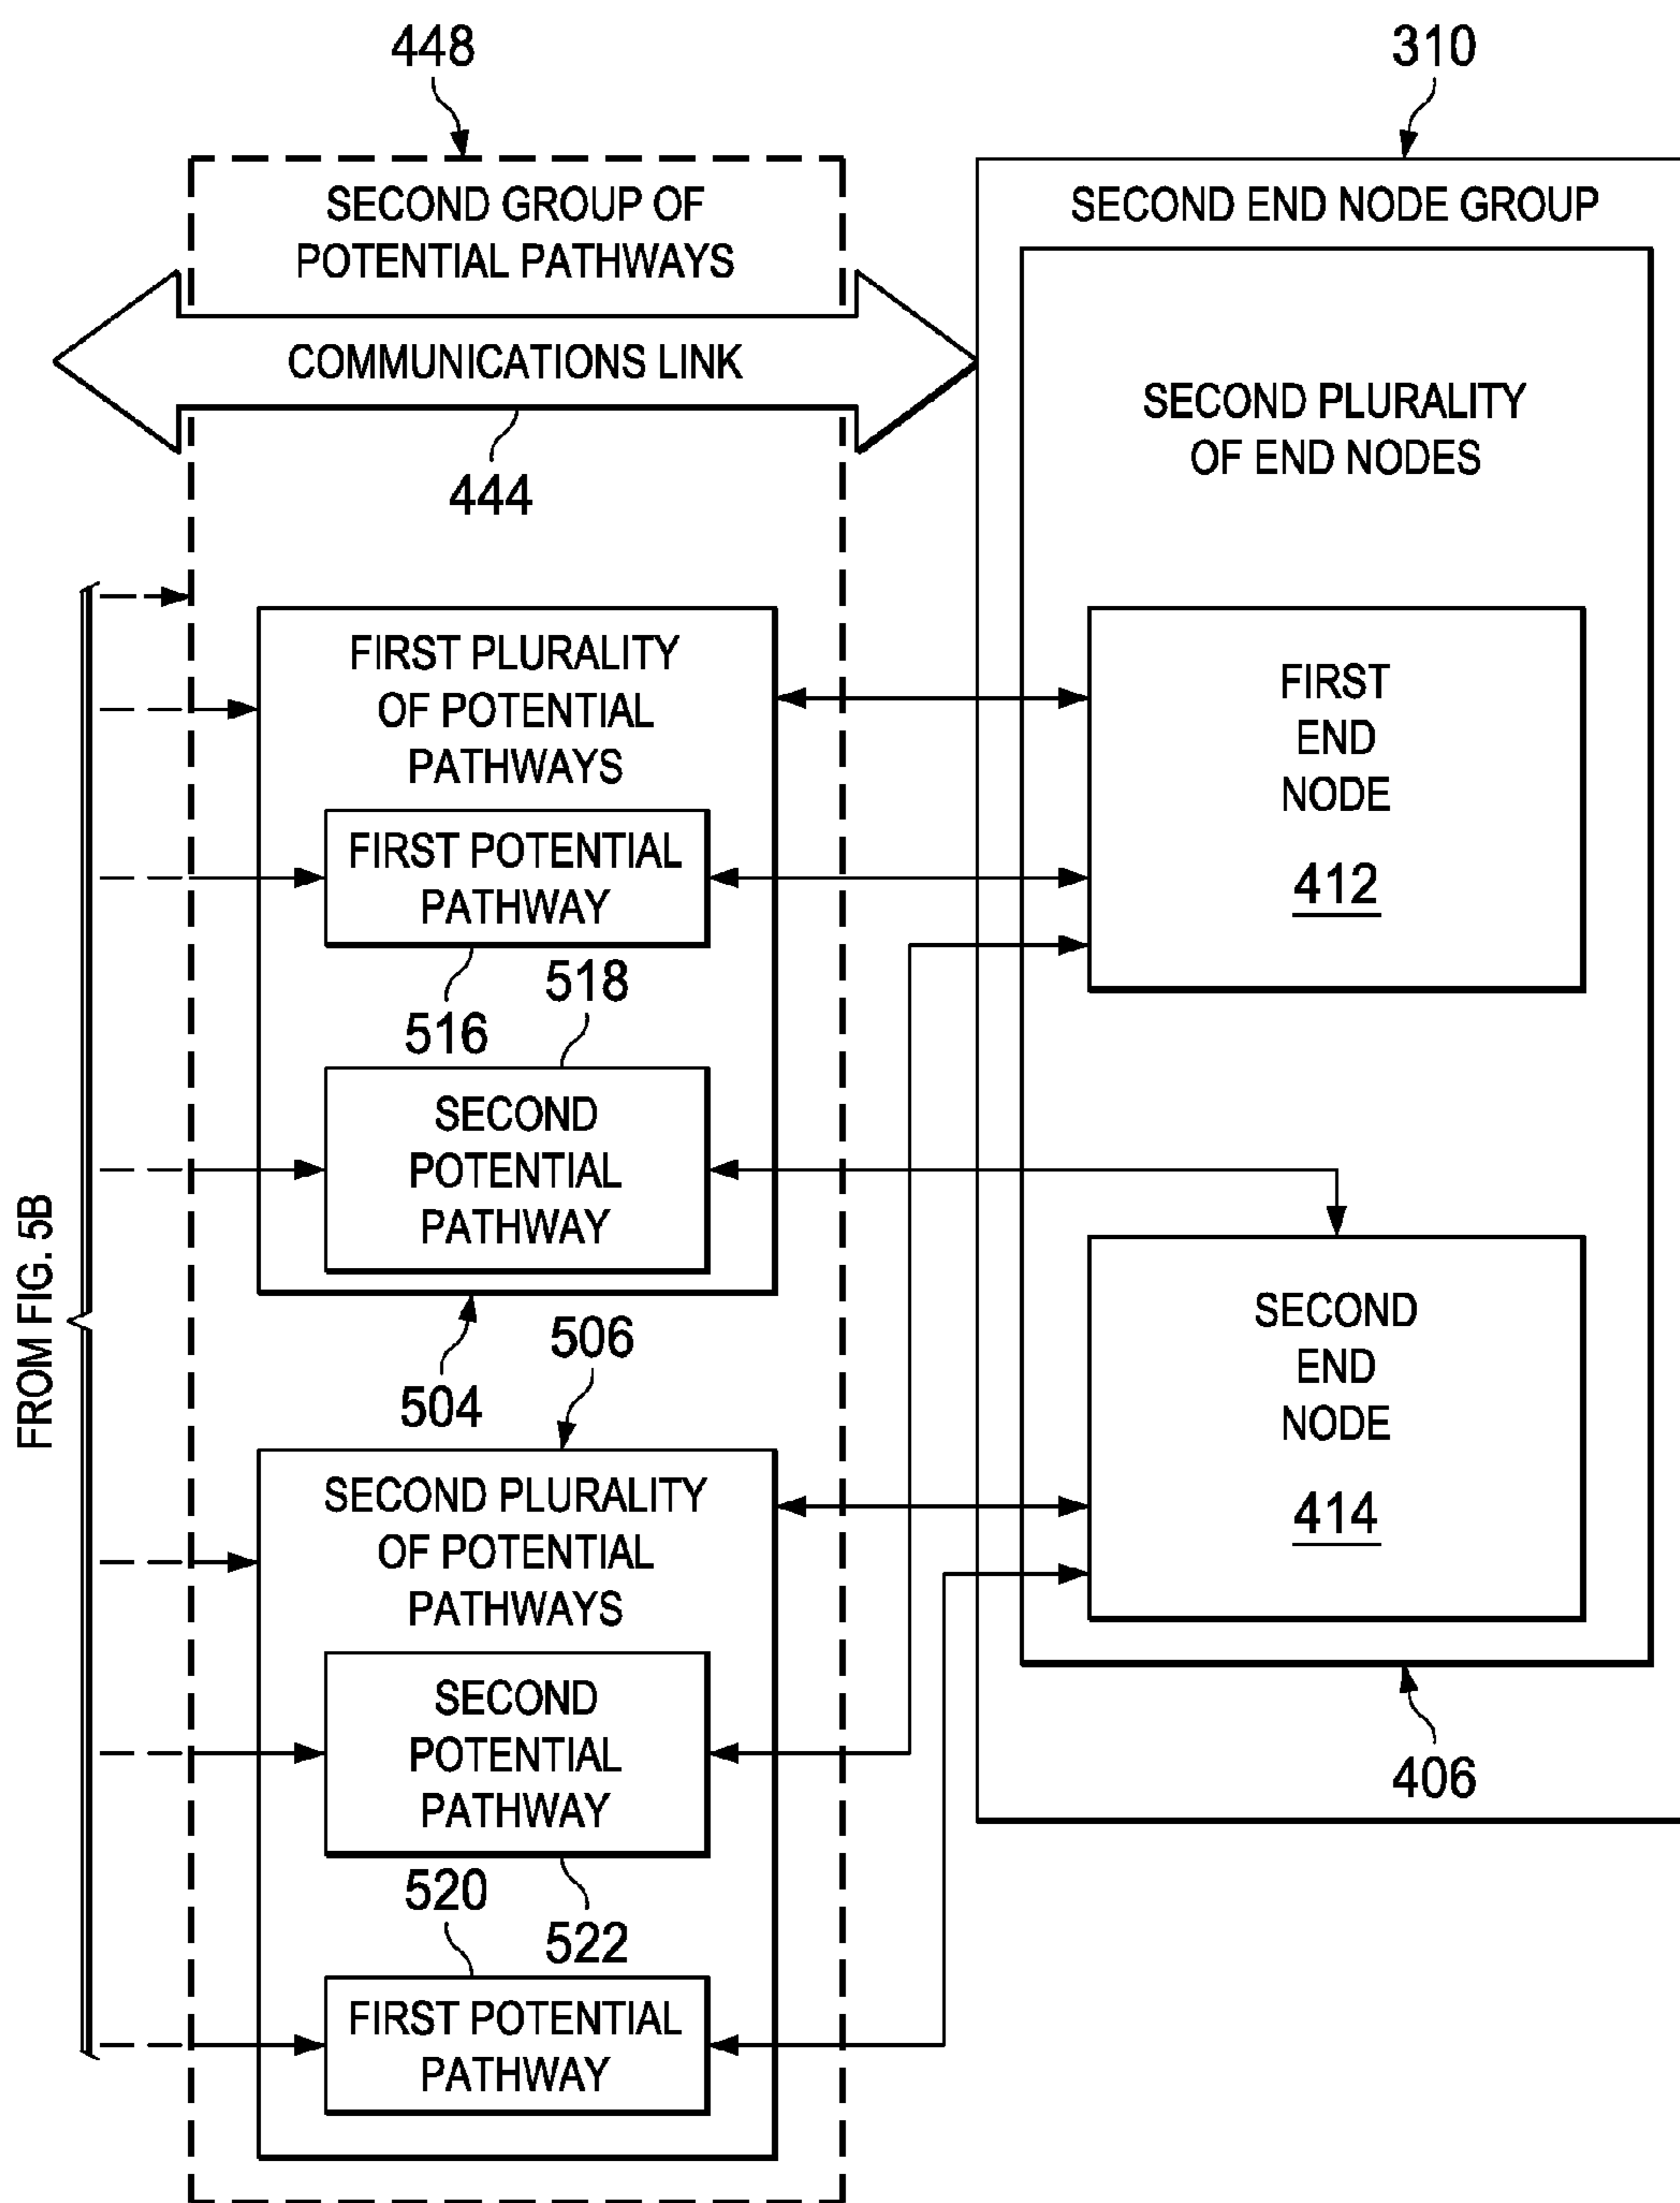 448
310
SECOND GROUP OF
POTENTIAL PATHWAYS
SECOND END NODE GROUP
COMMUNICATIONS LINK
444
SECOND PLURALITY
OF END NODES
FIRST PLURALITY
OF POTENTIAL
PATHWAYS
FIRST
END
NODE
412
FIRST POTENTIAL
PATHWAY
516
518
SECOND
POTENTIAL
PATHWAY
504
FROM FIG. 5B
506
SECOND
END
NODE
414
406
SECOND PLURALITY
OF POTENTIAL
PATHWAYS
SECOND
POTENTIAL
PATHWAY
520
522
FIRST POTENTIAL
PATHWAY